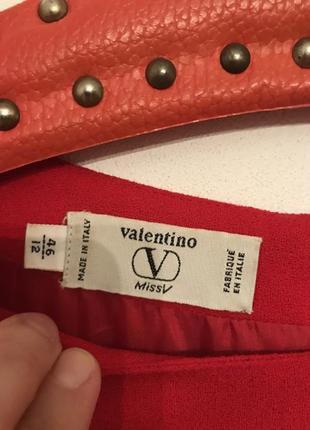 46
12
MADE IN ITALY
valentino
V
MissV
FABRIQUÉ
EN ITALIE